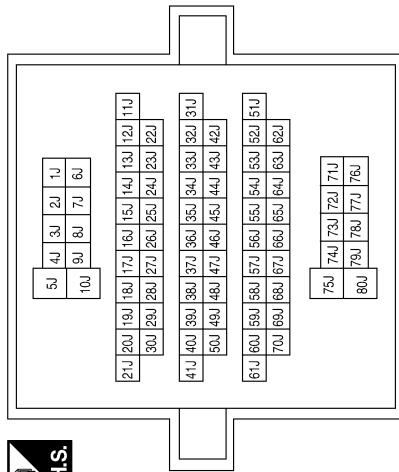 5J 4J 3J 2J 1J
10J 9J 8J 7J 6J
21J 20J 19J 18J 17J 16J 15J 14J 13J 12J 11J
30J 29J 28J 27J 26J 25J 24J 23J 22J
41J 40J 39J 38J 37J 36J 35J 34J 33J 32J 31J
50J 49J 48J 47J 46J 45J 44J 43J 42J
61J 60J 59J 58J 57J 56J 55J 54J 53J 52J 51J
70J 69J 68J 67J 66J 65J 64J 63J 62J
75J 74J 73J 72J 71J
80J 79J 78J 77J 76J
H.S.